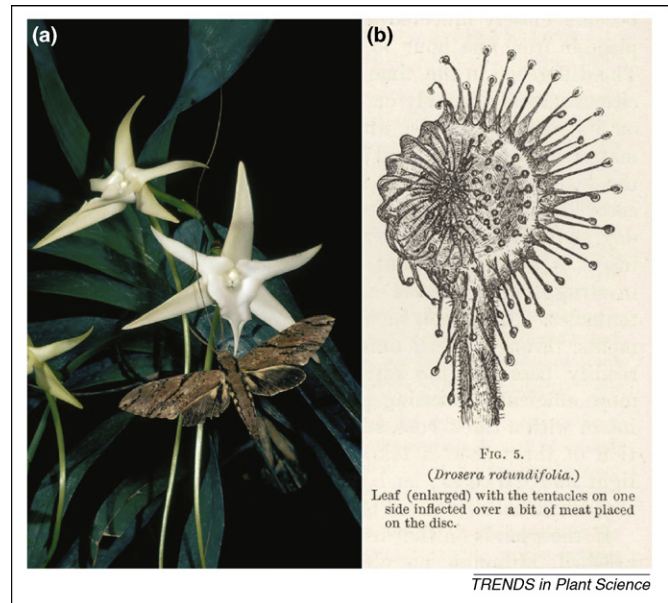 (a)
(b)
FIG. 5.
(Drosera rotundifolia.)
Leaf (enlarged) with the tentacles on one
side inflected over a bit of meat placed
on the disc.
TRENDS in Plant Science